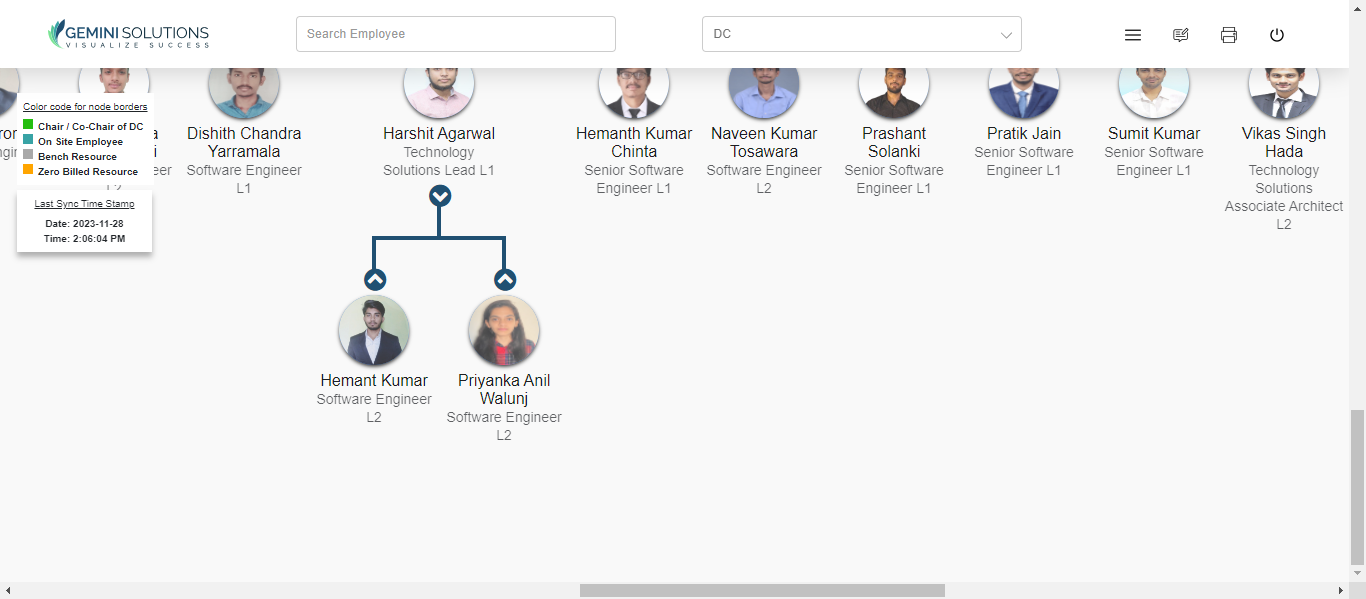 GEMINI SOLUTIONS
VISUALIZE SUCCESS
Search Employee
DC
Color code for node borders
Chair / Co-Chair of DC
On Site Employee
Bench Resource
Zero Billed Resource
Last Sync Time Stamp
Date: 2023-11-28
Time: 2:06:04 PM
L2
Dishith Chandra
Yarramala
Software Engineer
L1
Harshit Agarwal
Technology
Solutions Lead L1
Hemanth Kumar
Chinta
Senior Software
Engineer L1
Naveen Kumar
Tosawara
Software Engineer
L2
Prashant
Solanki
Senior Software
Engineer L1
Pratik Jain
Senior Software
Engineer L1
Sumit Kumar
Senior Software
Engineer L1
Vikas Singh
Hada
Technology
Solutions
Associate Architect
L2
Hemant Kumar
Software Engineer
L2
Priyanka Anil
Walunj
Software Engineer
L2